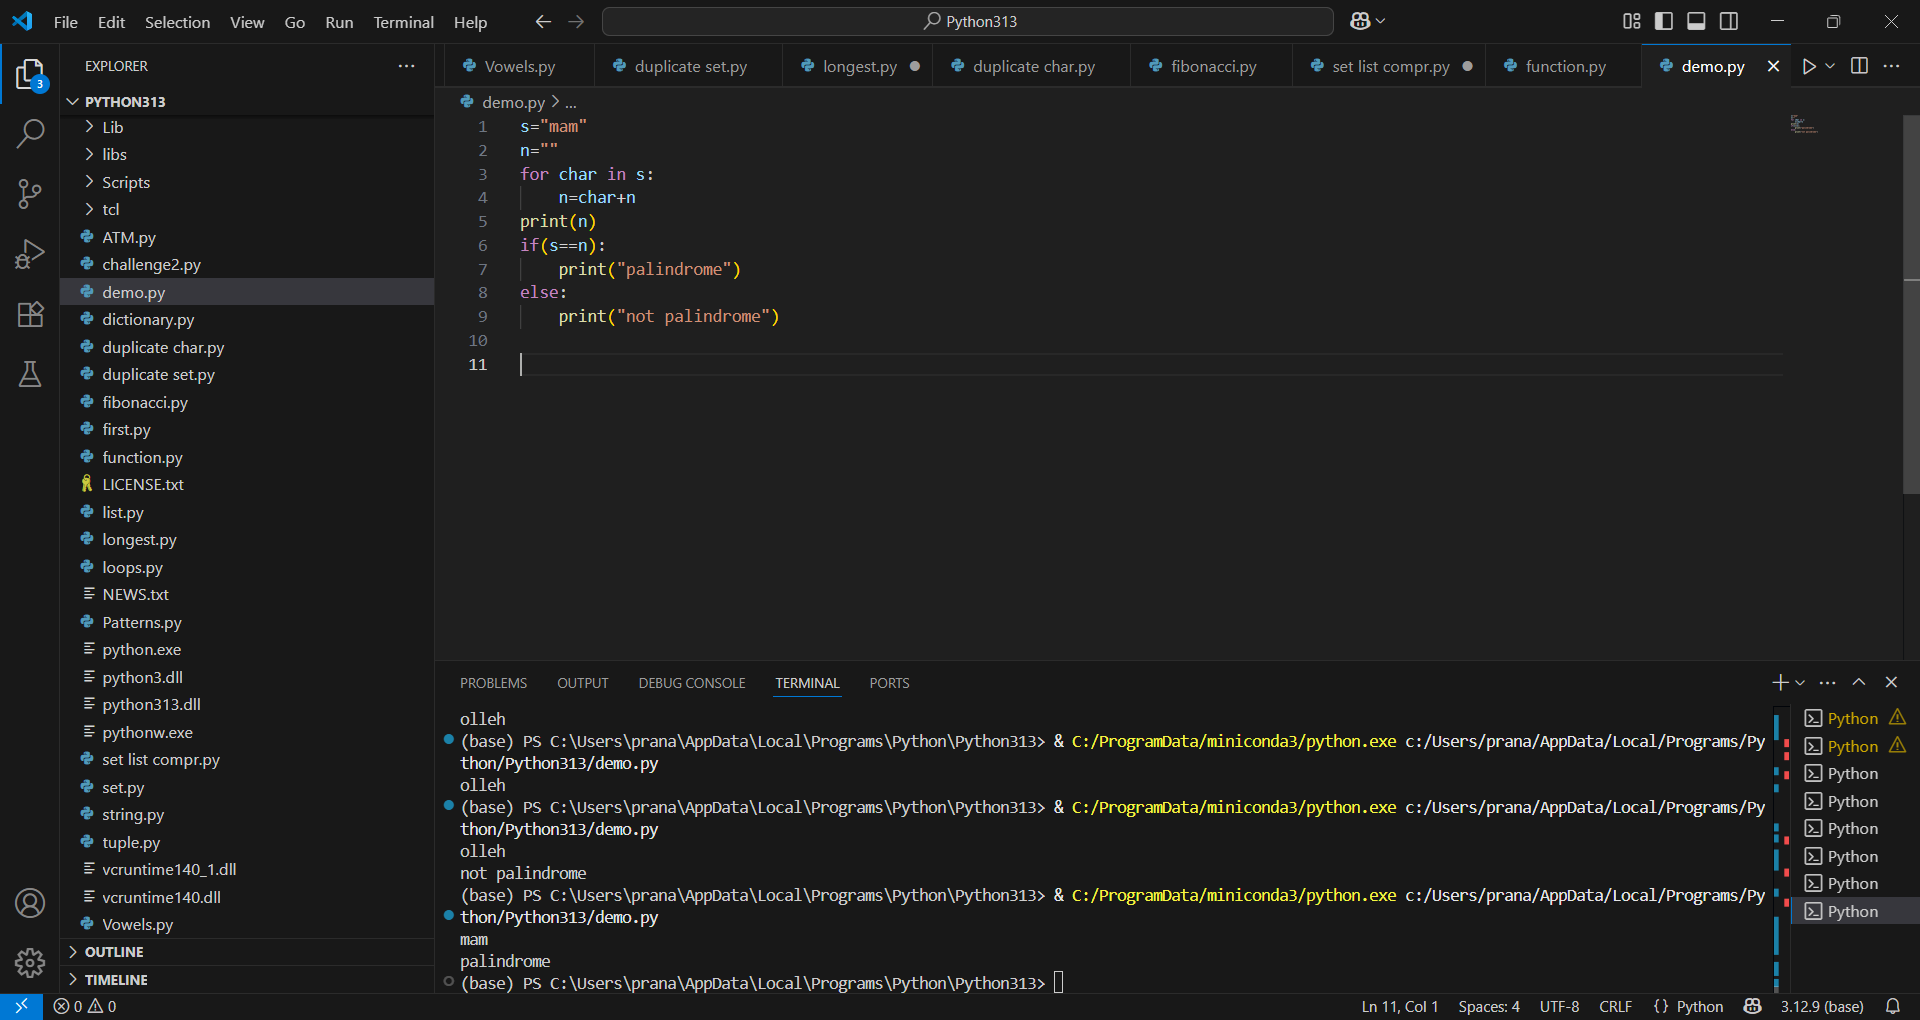 File Edit Selection View Go Run Terminal Help
Python313
EXPLORER
3
PYTHON313
Lib
libs
Scripts
tcl
ATM.py
challenge2.py
demo.py
dictionary.py
duplicate char.py
duplicate set.py
fibonacci.py
first.py
function.py
LICENSE.txt
list.py
longest.py
loops.py
NEWS.txt
Patterns.py
python.exe
python3.dll
python313.dll
pythonw.exe
set list compr.py
set.py
string.py
tuple.py
vcruntime140_1.dll
vcruntime140.dll
Vowels.py
OUTLINE
TIMELINE
Vowels.py duplicate set.py longest.py duplicate char.py fibonacci.py set list compr.py function.py demo.py
demo.py > ...
1 s="mam"
2 n=""
3 for char in s:
4 n=char+n
5 print(n)
6 if(s==n):
7 print("palindrome")
8 else:
9 print("not palindrome")
10
11
PROBLEMS OUTPUT DEBUG CONSOLE TERMINAL PORTS
olleh
(base) PS C:\Users\prana\AppData\Local\Programs\Python\Python313> & C:/ProgramData/miniconda3/python.exe c:/Users/prana/AppData/Local/Programs/Py
thon/Python313/demo.py
olleh
(base) PS C:\Users\prana\AppData\Local\Programs\Python\Python313> & C:/ProgramData/miniconda3/python.exe c:/Users/prana/AppData/Local/Programs/Py
thon/Python313/demo.py
olleh
not palindrome
(base) PS C:\Users\prana\AppData\Local\Programs\Python\Python313> & C:/ProgramData/miniconda3/python.exe c:/Users/prana/AppData/Local/Programs/Py
thon/Python313/demo.py
mam
palindrome
(base) PS C:\Users\prana\AppData\Local\Programs\Python\Python313>
Python
Python
Python
Python
Python
Python
Python
Python
0 0
Ln 11, Col 1 Spaces: 4 UTF-8 CRLF {} Python 3.12.9 (base)